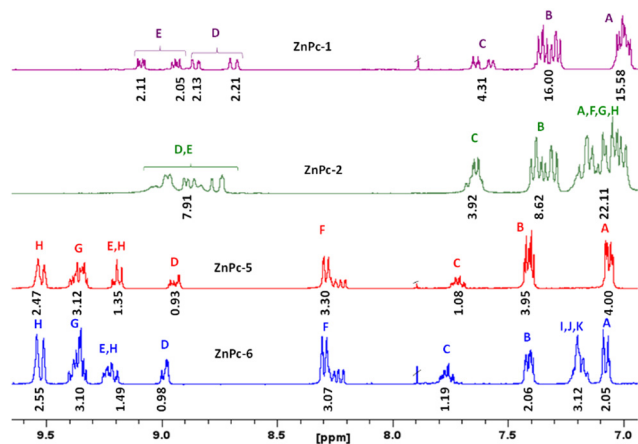 E D B A
ZnPc-1 C
2.11 2.05 2.13 2.21 4.31 16.00 15.58
D,E ZnPc-2 C B A,F,G,H
7.91 3.92 8.62 22.11
H G E,H D ZnPc-5 F C B A
2.47 3.12 1.35 0.93 3.30 1.08 3.95 4.00
H G E,H D ZnPc-6 F C B I,J,K A
2.55 3.10 1.49 0.98 3.07 1.19 2.06 3.12 2.05
9.5 9.0 8.5 8.0 7.5 7.0
[ppm]